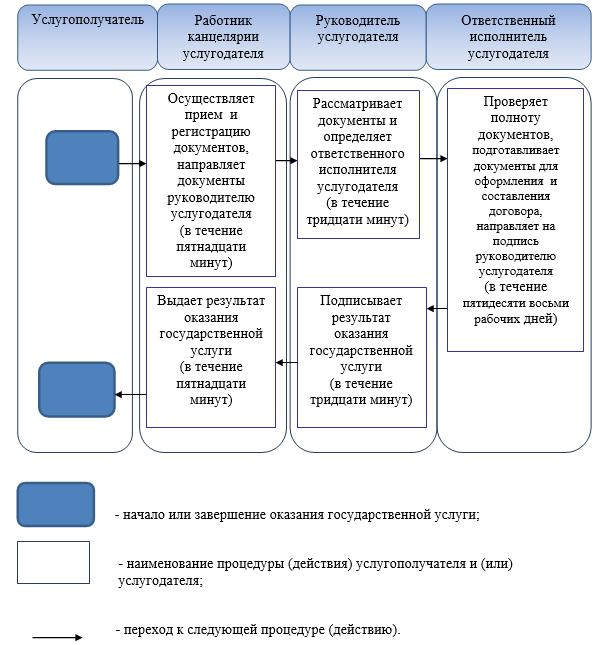 Услугополучатель
Работник
канцелярии
услугодателя
Руководитель
услугодателя
Ответственный
исполнитель
услугодателя
Осуществляет
прием и
регистрацию
документов,
направляет
документы
руководителю
услугодателя
(в течение
пятнадцати
минут)
Рассматривает
документы и
определяет
ответственного
исполнителя
услугодателя
(в течение
тридцати минут)
Проверяет
полноту
документов,
подготавливает
документы для
оформления и
составления
договора,
направляет на
подпись
руководителю
услугодателя
(в течение
пятидесяти восьми
рабочих дней)
Подписывает
результат
оказания
государственной
услуги
(в течение
тридцати минут)
Выдает результат
оказания
государственной
услуги
(в течение
пятнадцати
минут)
- начало или завершение оказания государственной услуги;
- наименование процедуры (действия) услугополучателя и (или)
услугодателя;
- переход к следующей процедуре (действию).